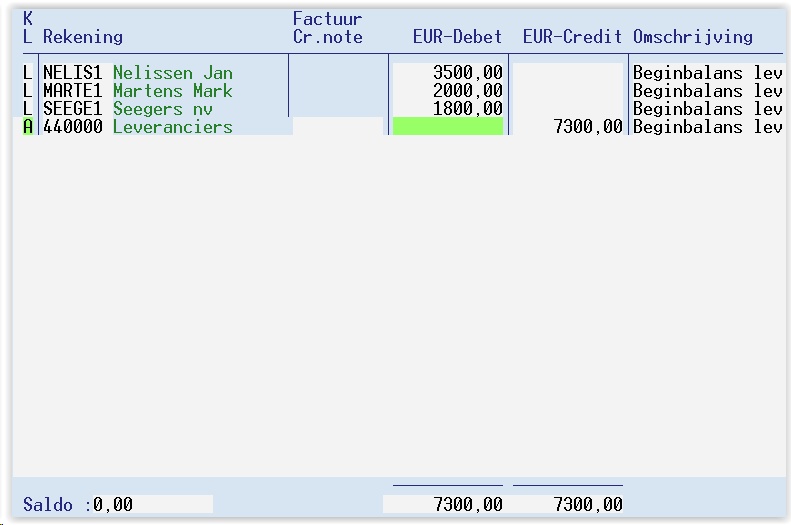 K Factuur
L Rekening Cr.note EUR-Debet EUR-Credit Omschrijving
L NELIS1 Nelissen Jan 3500,00 Beginbalans lev
L MARTE1 Martens Mark 2000,00 Beginbalans lev
L SEEGE1 Seegers nv 1800,00 Beginbalans lev
A 440000 Leveranciers 7300,00 Beginbalans lev
Saldo :0,00 7300,00 7300,00